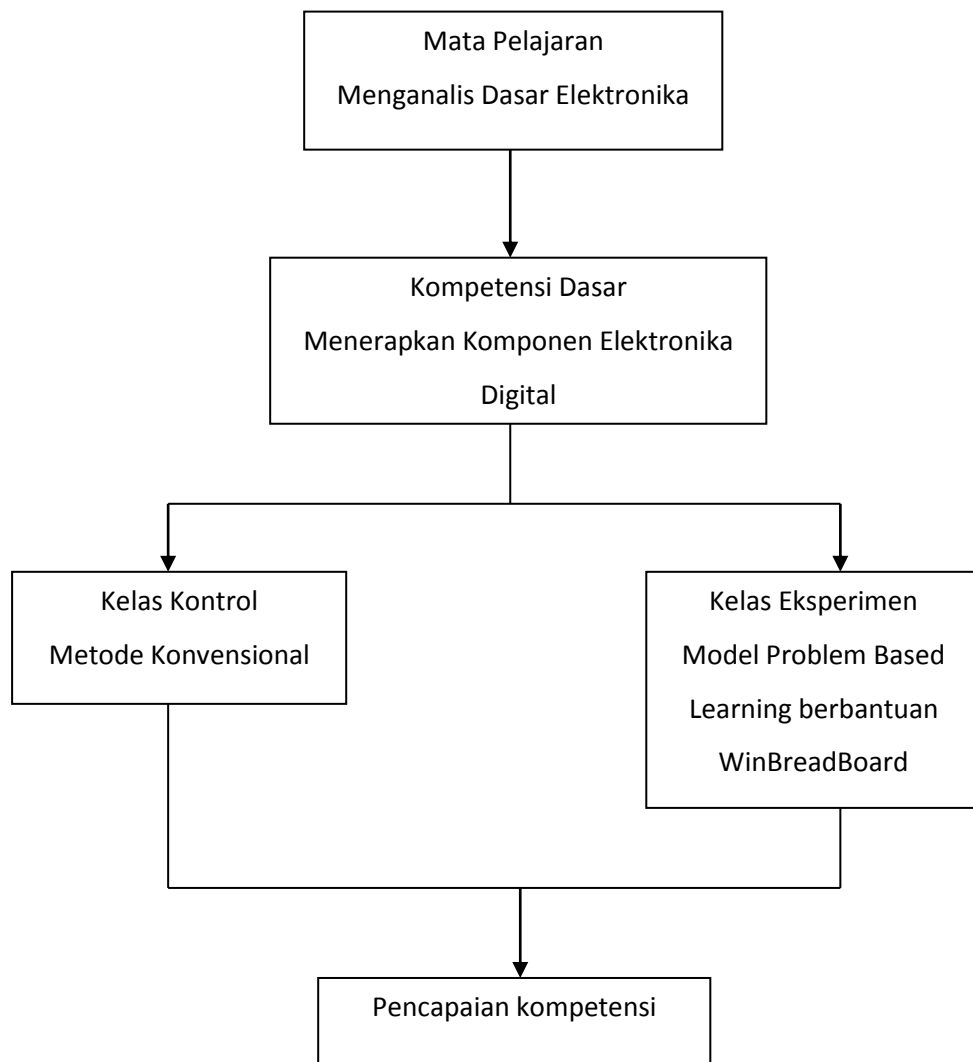 Mata Pelajaran
Menganalis Dasar Elektronika
Kompetensi Dasar
Menerapkan Komponen Elektronika
Digital
Kelas Kontrol
Metode Konvensional
Kelas Eksperimen
Model Problem Based
Learning berbantuan
WinBreadBoard
Pencapaian kompetensi